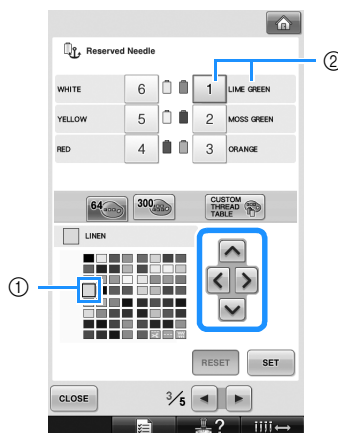 Reserved Needle
②
WHITE 6 1 LIME GREEN
YELLOW 5 2 MOSS GREEN
RED 4 3 ORANGE
64 300 CUSTOM THREAD TABLE
LINEN
①
RESET SET
CLOSE 3/5
?